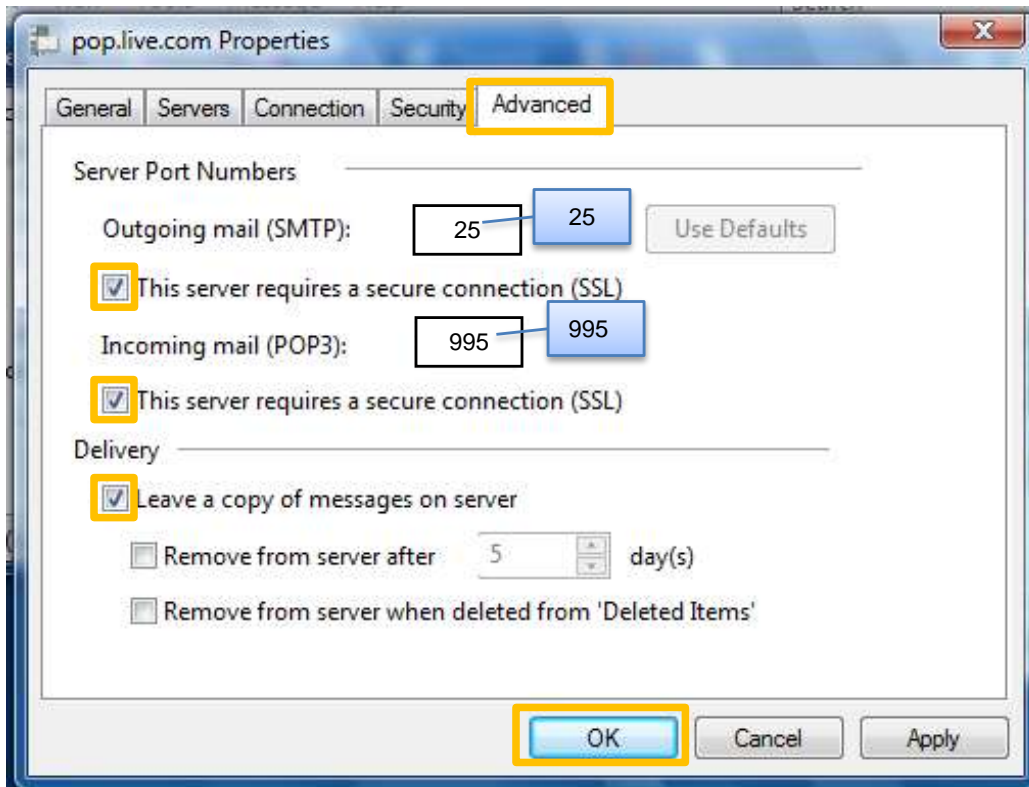 pop.live.com Properties
General Servers Connection Security Advanced
Server Port Numbers
Outgoing mail (SMTP): 25 25 Use Defaults
This server requires a secure connection (SSL)
Incoming mail (POP3): 995 995
This server requires a secure connection (SSL)
Delivery
Leave a copy of messages on server
Remove from server after 5 day(s)
Remove from server when deleted from 'Deleted Items'
OK Cancel Apply